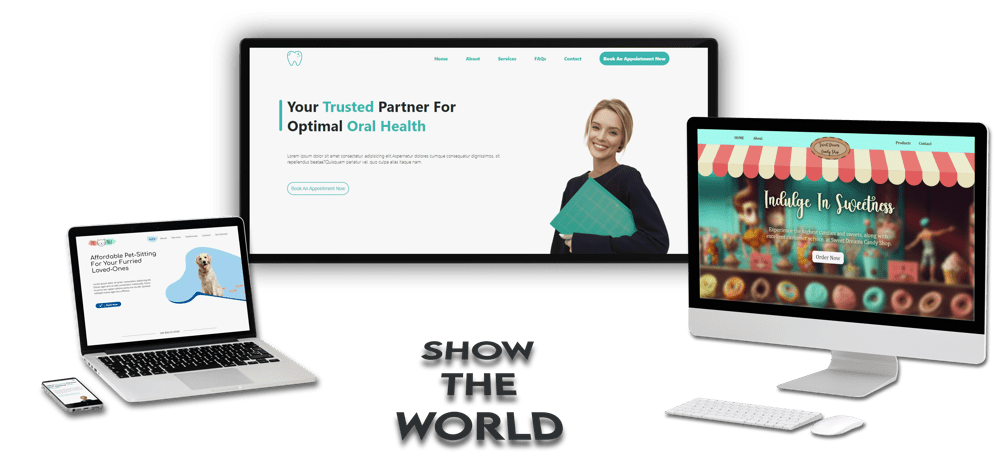 Home About Services FAQs Contact Book An Appointment Now
Your Trusted Partner For
Optimal Oral Health
Lorem ipsum dolor sit amet consectetur adipisicing elit Aspernatur dolores cumque consequatur dignissimos, sit
repellendus beatae?Quisquam pariatur vel, quo culpa alias itaque nam.
Book An Appointment Now
HOME About Products Contact
Sweet Dreams
Candy Shop
Indulge In Sweetness
Experience the highest classics and sweets, along with
excellent customer service, at Sweet Dreams Candy Shop.
Order Now
Affordable Pet-Sitting
For Your Furried
Loved-Ones
SHOW
THE
WORLD